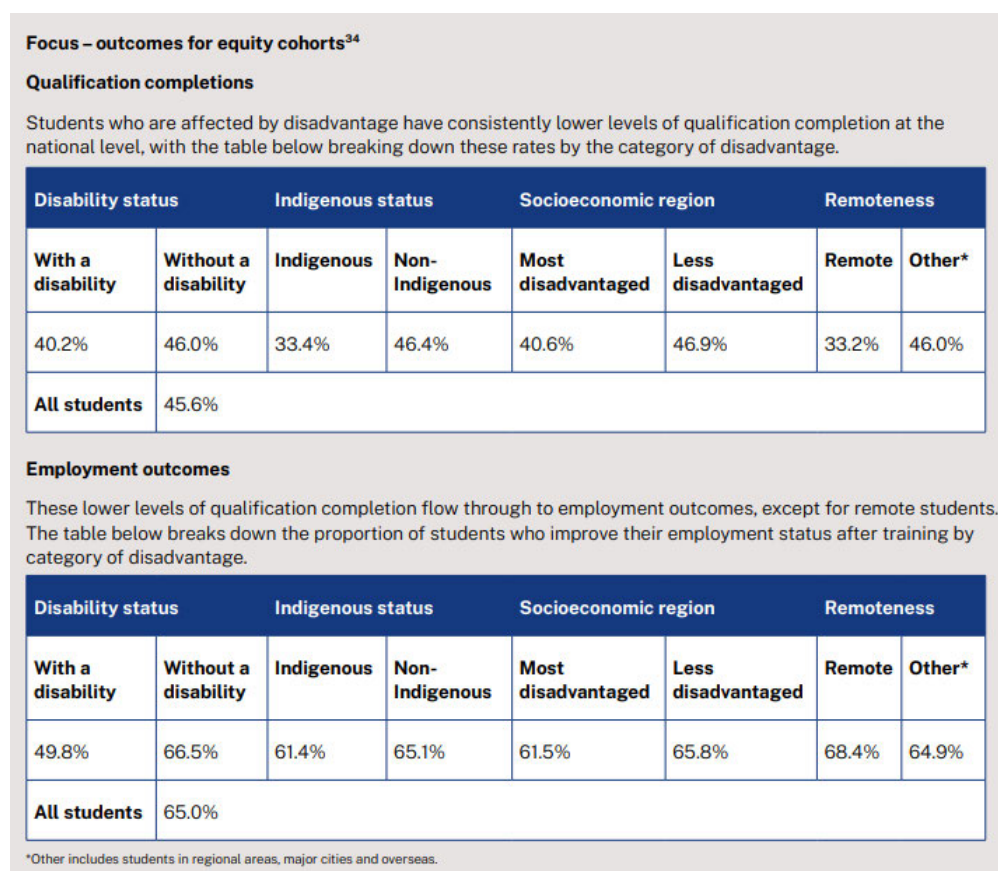 Focus – outcomes for equity cohorts³⁴
Qualification completions
Students who are affected by disadvantage have consistently lower levels of qualification completion at the
national level, with the table below breaking down these rates by the category of disadvantage.
Disability status Indigenous status Socioeconomic region Remoteness
With a disability Without a disability Indigenous Non-Indigenous Most disadvantaged Less disadvantaged Remote Other*
40.2% 46.0% 33.4% 46.4% 40.6% 46.9% 33.2% 46.0%
All students 45.6%
Employment outcomes
These lower levels of qualification completion flow through to employment outcomes, except for remote students.
The table below breaks down the proportion of students who improve their employment status after training by
category of disadvantage.
Disability status Indigenous status Socioeconomic region Remoteness
With a disability Without a disability Indigenous Non-Indigenous Most disadvantaged Less disadvantaged Remote Other*
49.8% 66.5% 61.4% 65.1% 61.5% 65.8% 68.4% 64.9%
All students 65.0%
*Other includes students in regional areas, major cities and overseas.